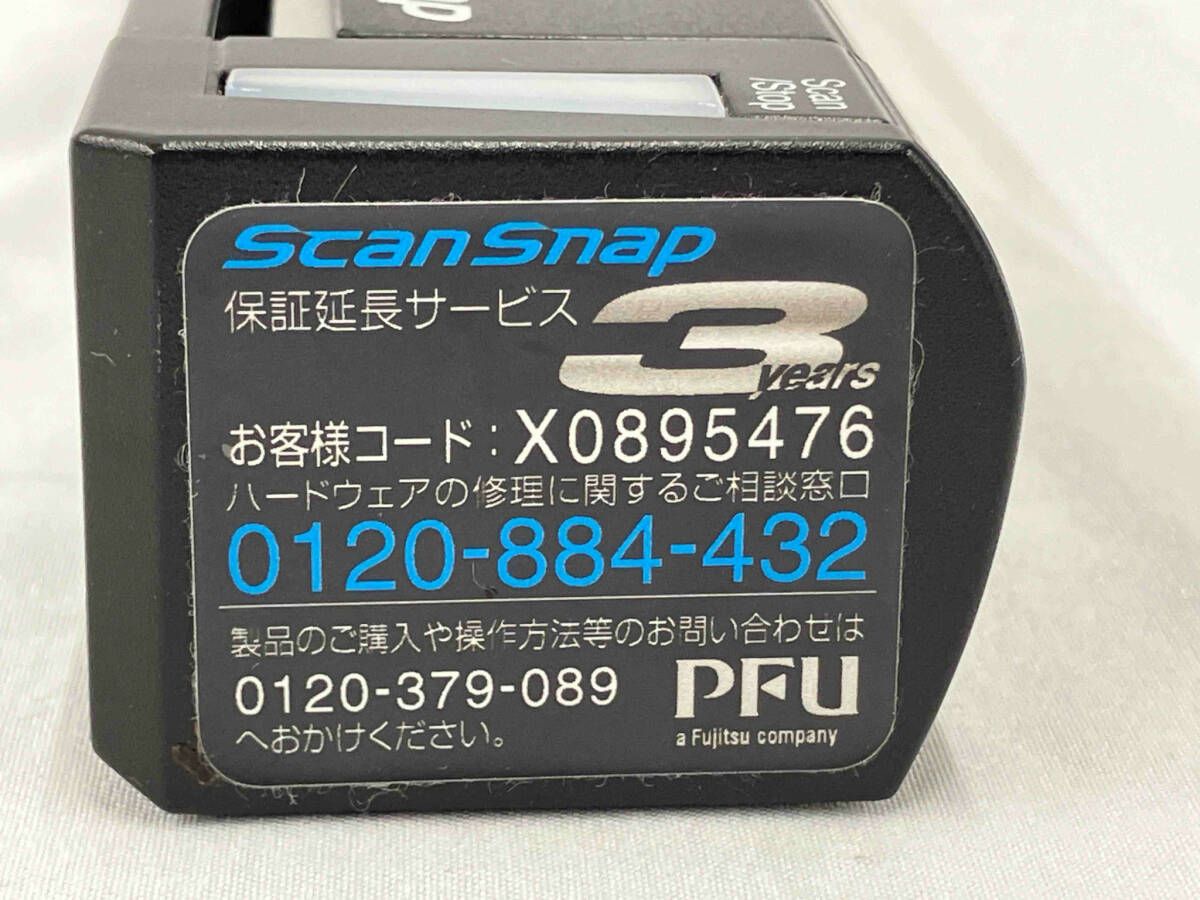 Scan
/Stop
ScanSnap
保証延長サービス
3
years
お客様コード:X0895476
ハードウェアの修理に関するご相談窓口
0120-884-432
製品のご購入や操作方法等のお問い合わせは
0120-379-089
へおかけください。
PFU
a Fujitsu company